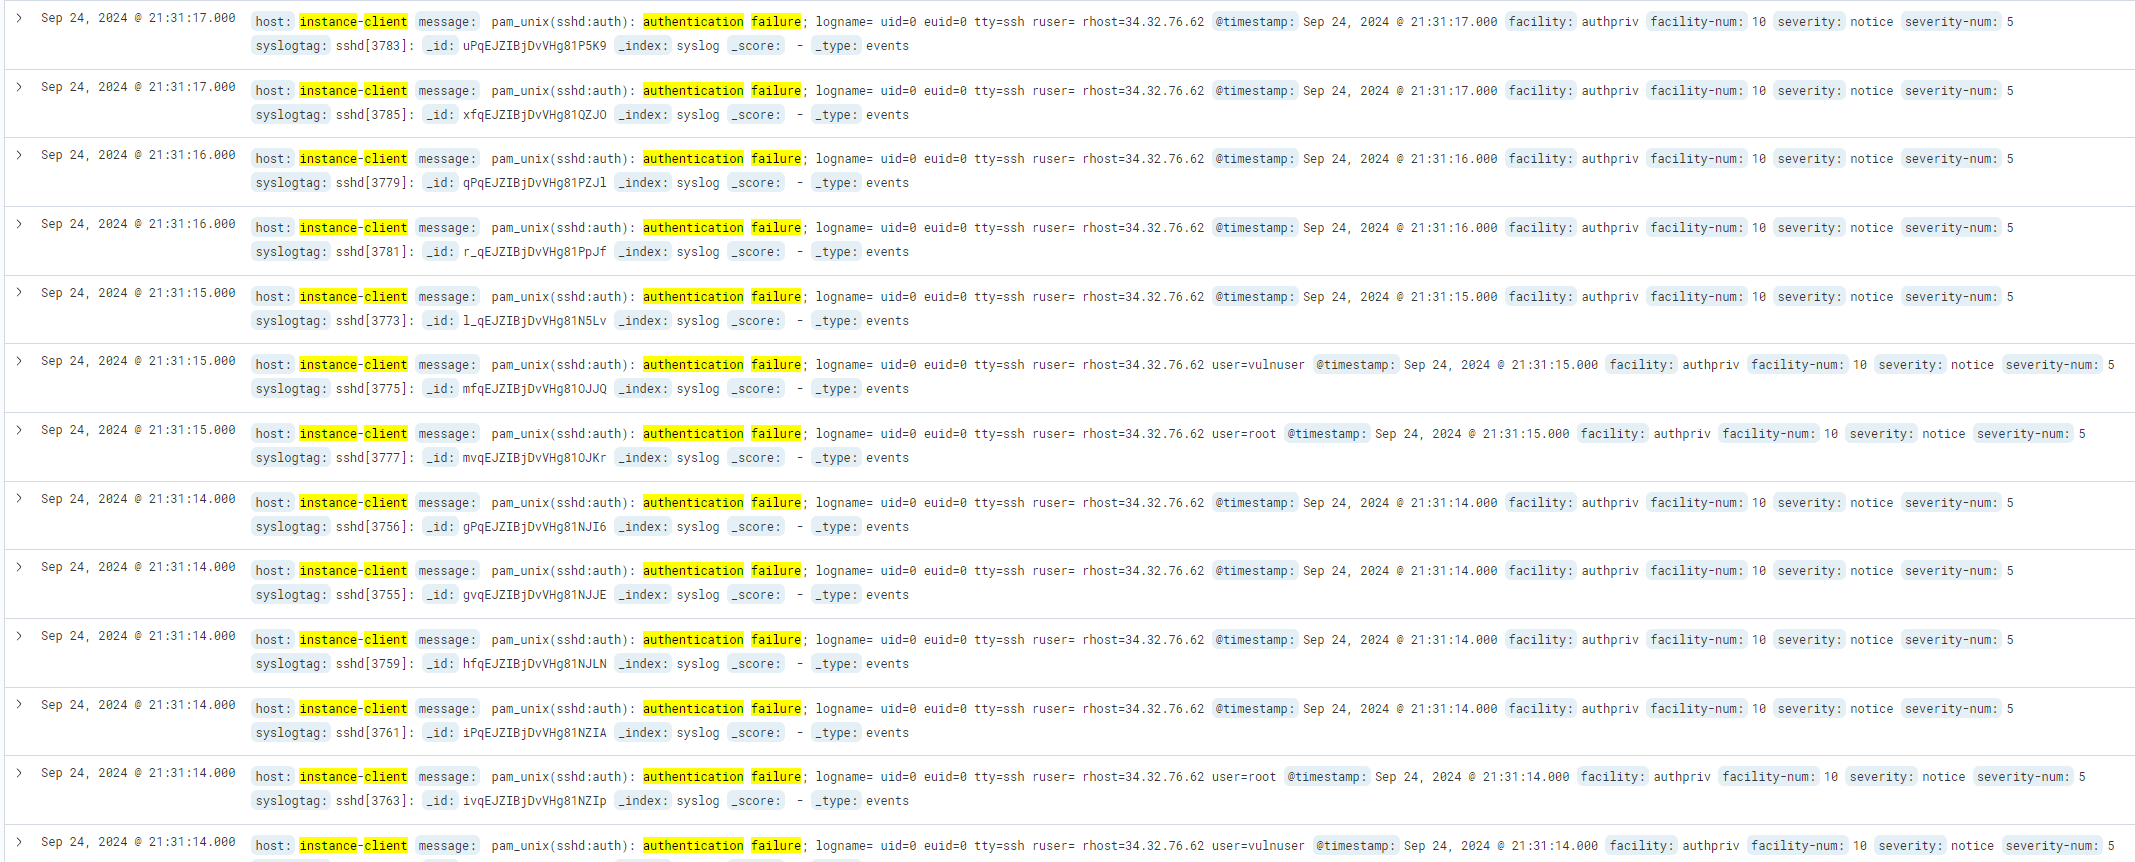 Sep 24, 2024 @ 21:31:17.000 host: instance-client message: pam_unix(sshd:auth): authentication failure; logname= uid=0 euid=0 tty=ssh ruser= rhost=34.32.76.62 @timestamp: Sep 24, 2024 @ 21:31:17.000 facility: authpriv facility-num: 10 severity: notice severity-num: 5
syslogtag: sshd[3783]: _id: uPqEJZIBjDvVHg81P5K9 _index: syslog _score: - _type: events
Sep 24, 2024 @ 21:31:17.000 host: instance-client message: pam_unix(sshd:auth): authentication failure; logname= uid=0 euid=0 tty=ssh ruser= rhost=34.32.76.62 @timestamp: Sep 24, 2024 @ 21:31:17.000 facility: authpriv facility-num: 10 severity: notice severity-num: 5
syslogtag: sshd[3785]: _id: xfqEJZIBjDvVHg81QZJO _index: syslog _score: - _type: events
Sep 24, 2024 @ 21:31:16.000 host: instance-client message: pam_unix(sshd:auth): authentication failure; logname= uid=0 euid=0 tty=ssh ruser= rhost=34.32.76.62 @timestamp: Sep 24, 2024 @ 21:31:16.000 facility: authpriv facility-num: 10 severity: notice severity-num: 5
syslogtag: sshd[3779]: _id: qPqEJZIBjDvVHg81PZJl _index: syslog _score: - _type: events
Sep 24, 2024 @ 21:31:16.000 host: instance-client message: pam_unix(sshd:auth): authentication failure; logname= uid=0 euid=0 tty=ssh ruser= rhost=34.32.76.62 @timestamp: Sep 24, 2024 @ 21:31:16.000 facility: authpriv facility-num: 10 severity: notice severity-num: 5
syslogtag: sshd[3781]: _id: r_qEJZIBjDvVHg81PpJf _index: syslog _score: - _type: events
Sep 24, 2024 @ 21:31:15.000 host: instance-client message: pam_unix(sshd:auth): authentication failure; logname= uid=0 euid=0 tty=ssh ruser= rhost=34.32.76.62 @timestamp: Sep 24, 2024 @ 21:31:15.000 facility: authpriv facility-num: 10 severity: notice severity-num: 5
syslogtag: sshd[3773]: _id: l_qEJZIBjDvVHg81N5Lv _index: syslog _score: - _type: events
Sep 24, 2024 @ 21:31:15.000 host: instance-client message: pam_unix(sshd:auth): authentication failure; logname= uid=0 euid=0 tty=ssh ruser= rhost=34.32.76.62 user=vulnuser @timestamp: Sep 24, 2024 @ 21:31:15.000 facility: authpriv facility-num: 10 severity: notice severity-num: 5
syslogtag: sshd[3775]: _id: mfqEJZIBjDvVHg81OJJQ _index: syslog _score: - _type: events
Sep 24, 2024 @ 21:31:15.000 host: instance-client message: pam_unix(sshd:auth): authentication failure; logname= uid=0 euid=0 tty=ssh ruser= rhost=34.32.76.62 user=root @timestamp: Sep 24, 2024 @ 21:31:15.000 facility: authpriv facility-num: 10 severity: notice severity-num: 5
syslogtag: sshd[3777]: _id: mvqEJZIBjDvVHg81OJKr _index: syslog _score: - _type: events
Sep 24, 2024 @ 21:31:14.000 host: instance-client message: pam_unix(sshd:auth): authentication failure; logname= uid=0 euid=0 tty=ssh ruser= rhost=34.32.76.62 @timestamp: Sep 24, 2024 @ 21:31:14.000 facility: authpriv facility-num: 10 severity: notice severity-num: 5
syslogtag: sshd[3756]: _id: gPqEJZIBjDvVHg81NJI6 _index: syslog _score: - _type: events
Sep 24, 2024 @ 21:31:14.000 host: instance-client message: pam_unix(sshd:auth): authentication failure; logname= uid=0 euid=0 tty=ssh ruser= rhost=34.32.76.62 @timestamp: Sep 24, 2024 @ 21:31:14.000 facility: authpriv facility-num: 10 severity: notice severity-num: 5
syslogtag: sshd[3755]: _id: gvqEJZIBjDvVHg81NJJE _index: syslog _score: - _type: events
Sep 24, 2024 @ 21:31:14.000 host: instance-client message: pam_unix(sshd:auth): authentication failure; logname= uid=0 euid=0 tty=ssh ruser= rhost=34.32.76.62 @timestamp: Sep 24, 2024 @ 21:31:14.000 facility: authpriv facility-num: 10 severity: notice severity-num: 5
syslogtag: sshd[3759]: _id: hfqEJZIBjDvVHg81NJLN _index: syslog _score: - _type: events
Sep 24, 2024 @ 21:31:14.000 host: instance-client message: pam_unix(sshd:auth): authentication failure; logname= uid=0 euid=0 tty=ssh ruser= rhost=34.32.76.62 @timestamp: Sep 24, 2024 @ 21:31:14.000 facility: authpriv facility-num: 10 severity: notice severity-num: 5
syslogtag: sshd[3761]: _id: iPqEJZIBjDvVHg81NZIA _index: syslog _score: - _type: events
Sep 24, 2024 @ 21:31:14.000 host: instance-client message: pam_unix(sshd:auth): authentication failure; logname= uid=0 euid=0 tty=ssh ruser= rhost=34.32.76.62 user=root @timestamp: Sep 24, 2024 @ 21:31:14.000 facility: authpriv facility-num: 10 severity: notice severity-num: 5
syslogtag: sshd[3763]: _id: ivqEJZIBjDvVHg81NZIp _index: syslog _score: - _type: events
Sep 24, 2024 @ 21:31:14.000 host: instance-client message: pam_unix(sshd:auth): authentication failure; logname= uid=0 euid=0 tty=ssh ruser= rhost=34.32.76.62 user=vulnuser @timestamp: Sep 24, 2024 @ 21:31:14.000 facility: authpriv facility-num: 10 severity: notice severity-num: 5